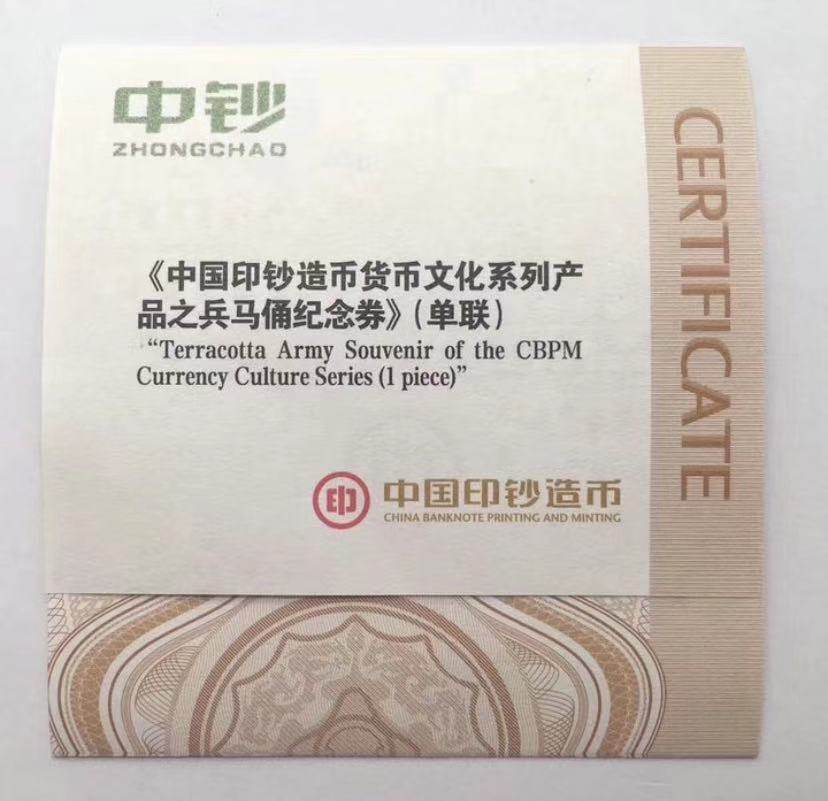 中钞
ZHONGCHAO
《中国印钞造币货币文化系列产
品之兵马俑纪念券》(单联)
“Terracotta Army Souvenir of the CBPM
Currency Culture Series (1 piece)”
印 中国印钞造币
CHINA BANKNOTE PRINTING AND MINTING
CERTIFICATE